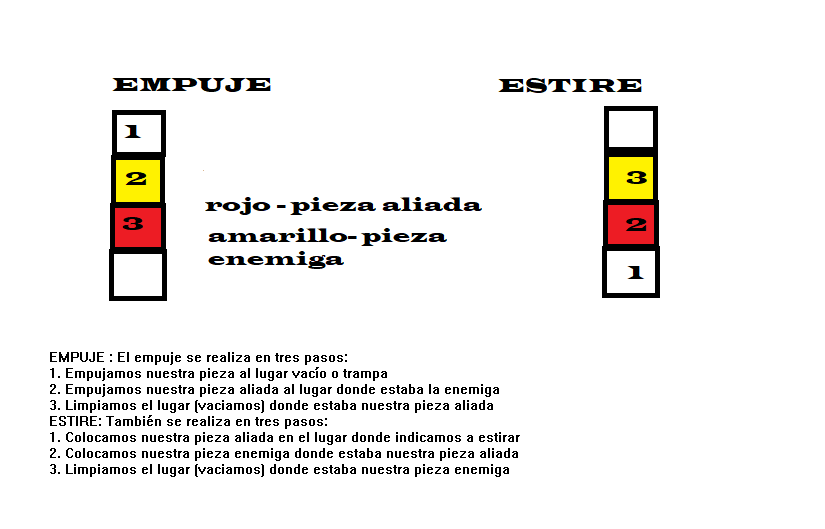 EMPUJE
ESTIRE
1
2
3
3
2
1
rojo - pieza aliada
amarillo- pieza
enemiga
EMPUJE : El empuje se realiza en tres pasos:
1. Empujamos nuestra pieza al lugar vacío o trampa
2. Empujamos nuestra pieza aliada al lugar donde estaba la enemiga
3. Limpiamos el lugar (vaciamos) donde estaba nuestra pieza aliada
ESTIRE: También se realiza en tres pasos:
1. Colocamos nuestra pieza aliada en el lugar donde indicamos a estirar
2. Colocamos nuestra pieza enemiga donde estaba nuestra pieza aliada
3. Limpiamos el lugar (vaciamos) donde estaba nuestra pieza enemiga